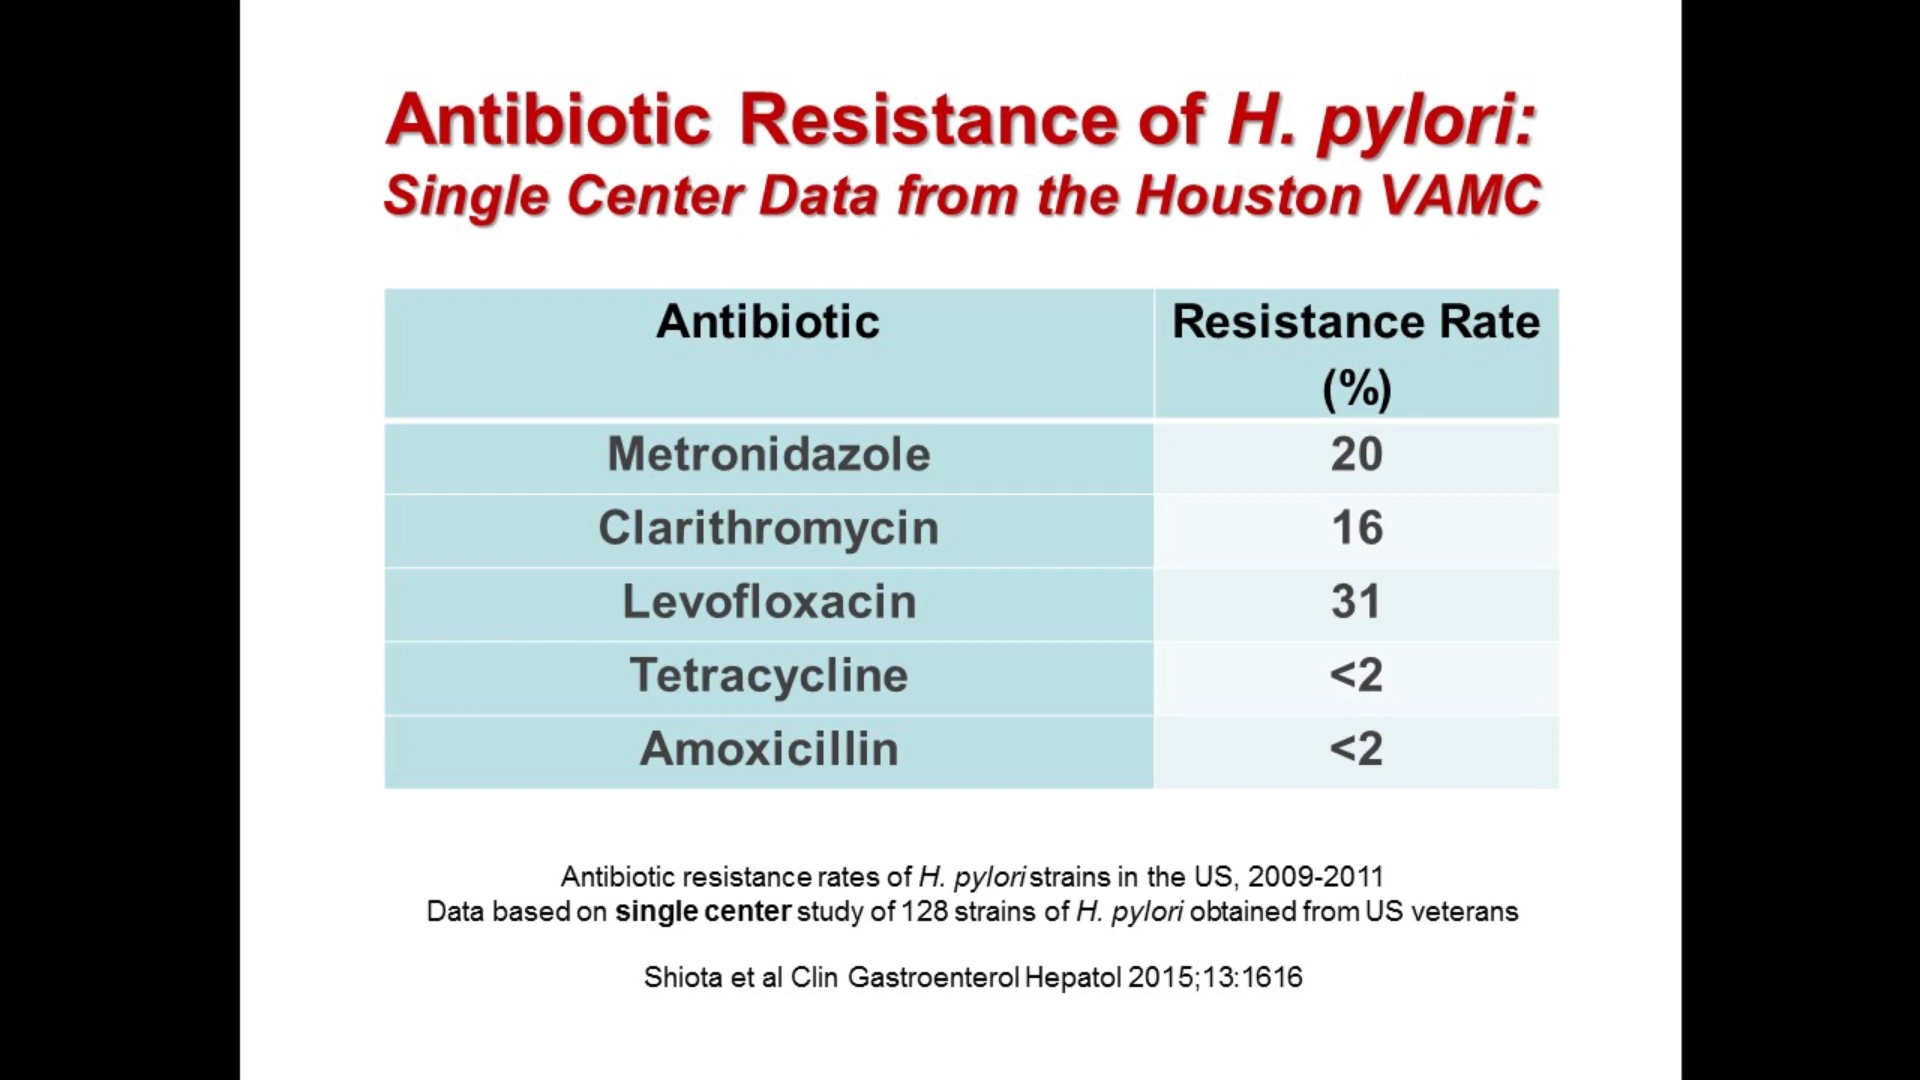 Antibiotic Resistance of H. pylori:
Single Center Data from the Houston VAMC
Antibiotic Resistance Rate (%)
Metronidazole 20
Clarithromycin 16
Levofloxacin 31
Tetracycline <2
Amoxicillin <2
Antibiotic resistance rates of H. pylori strains in the US, 2009-2011
Data based on single center study of 128 strains of H. pylori obtained from US veterans
Shiota et al Clin Gastroenterol Hepatol 2015;13:1616